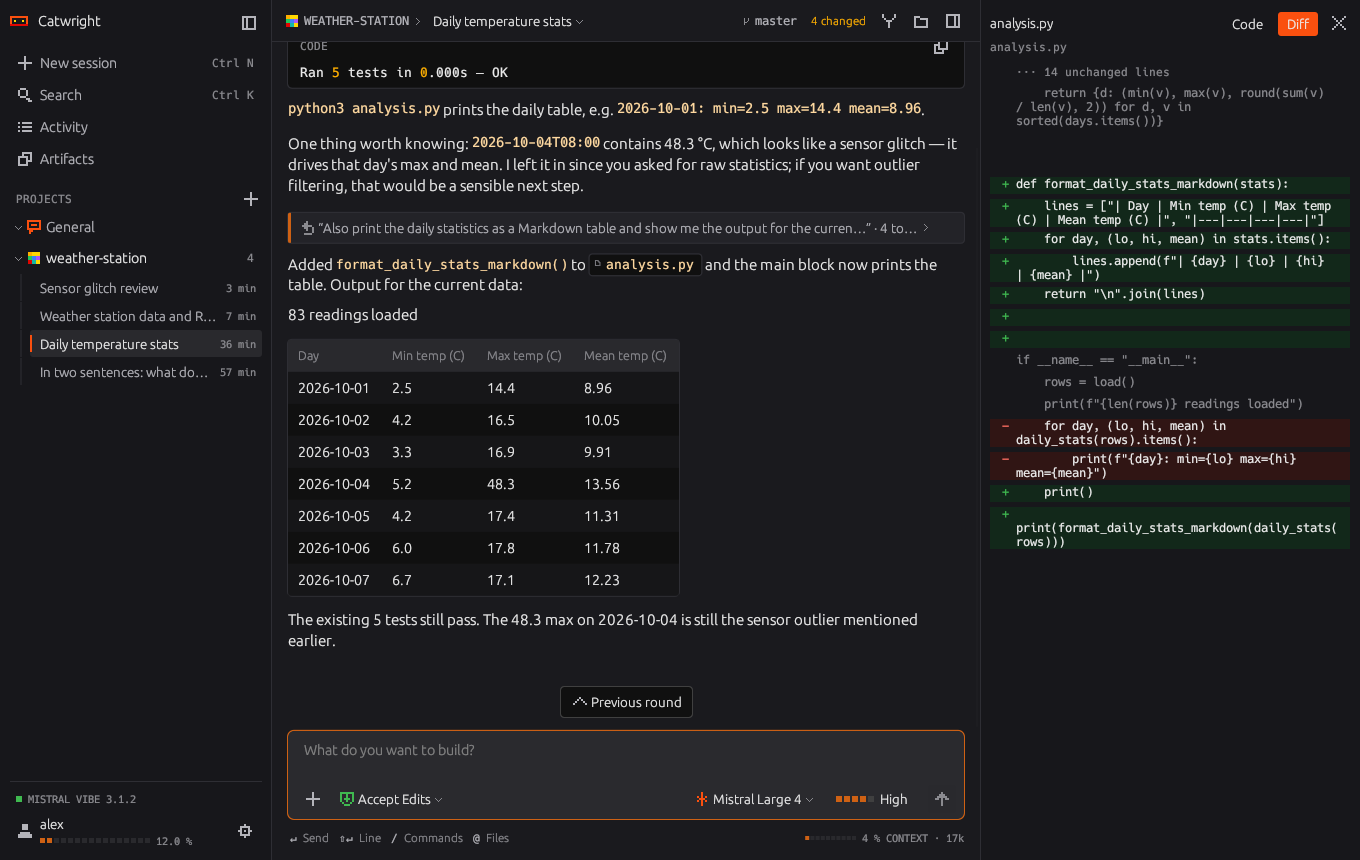 Catwright
New session Ctrl N
Search Ctrl K
Activity
Artifacts
PROJECTS
General
weather-station 4
Sensor glitch review 3 min
Weather station data and R... 7 min
Daily temperature stats 36 min
In two sentences: what do... 57 min
MISTRAL VIBE 3.1.2
alex
12.0 %
WEATHER-STATION Daily temperature stats
master 4 changed
CODE
Ran 5 tests in 0.000s — OK
python3 analysis.py prints the daily table, e.g. 2026-10-01: min=2.5 max=14.4 mean=8.96.
One thing worth knowing: 2026-10-04T08:00 contains 48.3 °C, which looks like a sensor glitch — it
drives that day's max and mean. I left it in since you asked for raw statistics; if you want outlier
filtering, that would be a sensible next step.
"Also print the daily statistics as a Markdown table and show me the output for the curren..." · 4 to...
Added format_daily_stats_markdown() to analysis.py and the main block now prints the
table. Output for the current data:
83 readings loaded
Day Min temp (C) Max temp (C) Mean temp (C)
2026-10-01 2.5 14.4 8.96
2026-10-02 4.2 16.5 10.05
2026-10-03 3.3 16.9 9.91
2026-10-04 5.2 48.3 13.56
2026-10-05 4.2 17.4 11.31
2026-10-06 6.0 17.8 11.78
2026-10-07 6.7 17.1 12.23
The existing 5 tests still pass. The 48.3 max on 2026-10-04 is still the sensor outlier mentioned
earlier.
Previous round
What do you want to build?
Accept Edits
Mistral Large 4 High
Send Line / Commands @ Files
4 % CONTEXT · 17k
analysis.py Code Diff
analysis.py
··· 14 unchanged lines
return {d: (min(v), max(v), round(sum(v)
/ len(v), 2)) for d, v in
sorted(days.items())}
+ def format_daily_stats_markdown(stats):
+ lines = ["| Day | Min temp (C) | Max temp
(C) | Mean temp (C) |", "|---|---|---|---|"]
+ for day, (lo, hi, mean) in stats.items():
+ lines.append(f"| {day} | {lo} | {hi}
| {mean} |")
+ return "\n".join(lines)
+
+
if __name__ == "__main__":
rows = load()
print(f"{len(rows)} readings loaded")
- for day, (lo, hi, mean) in
daily_stats(rows).items():
- print(f"{day}: min={lo} max={hi}
mean={mean}")
+ print()
+
print(format_daily_stats_markdown(daily_stats(
rows)))